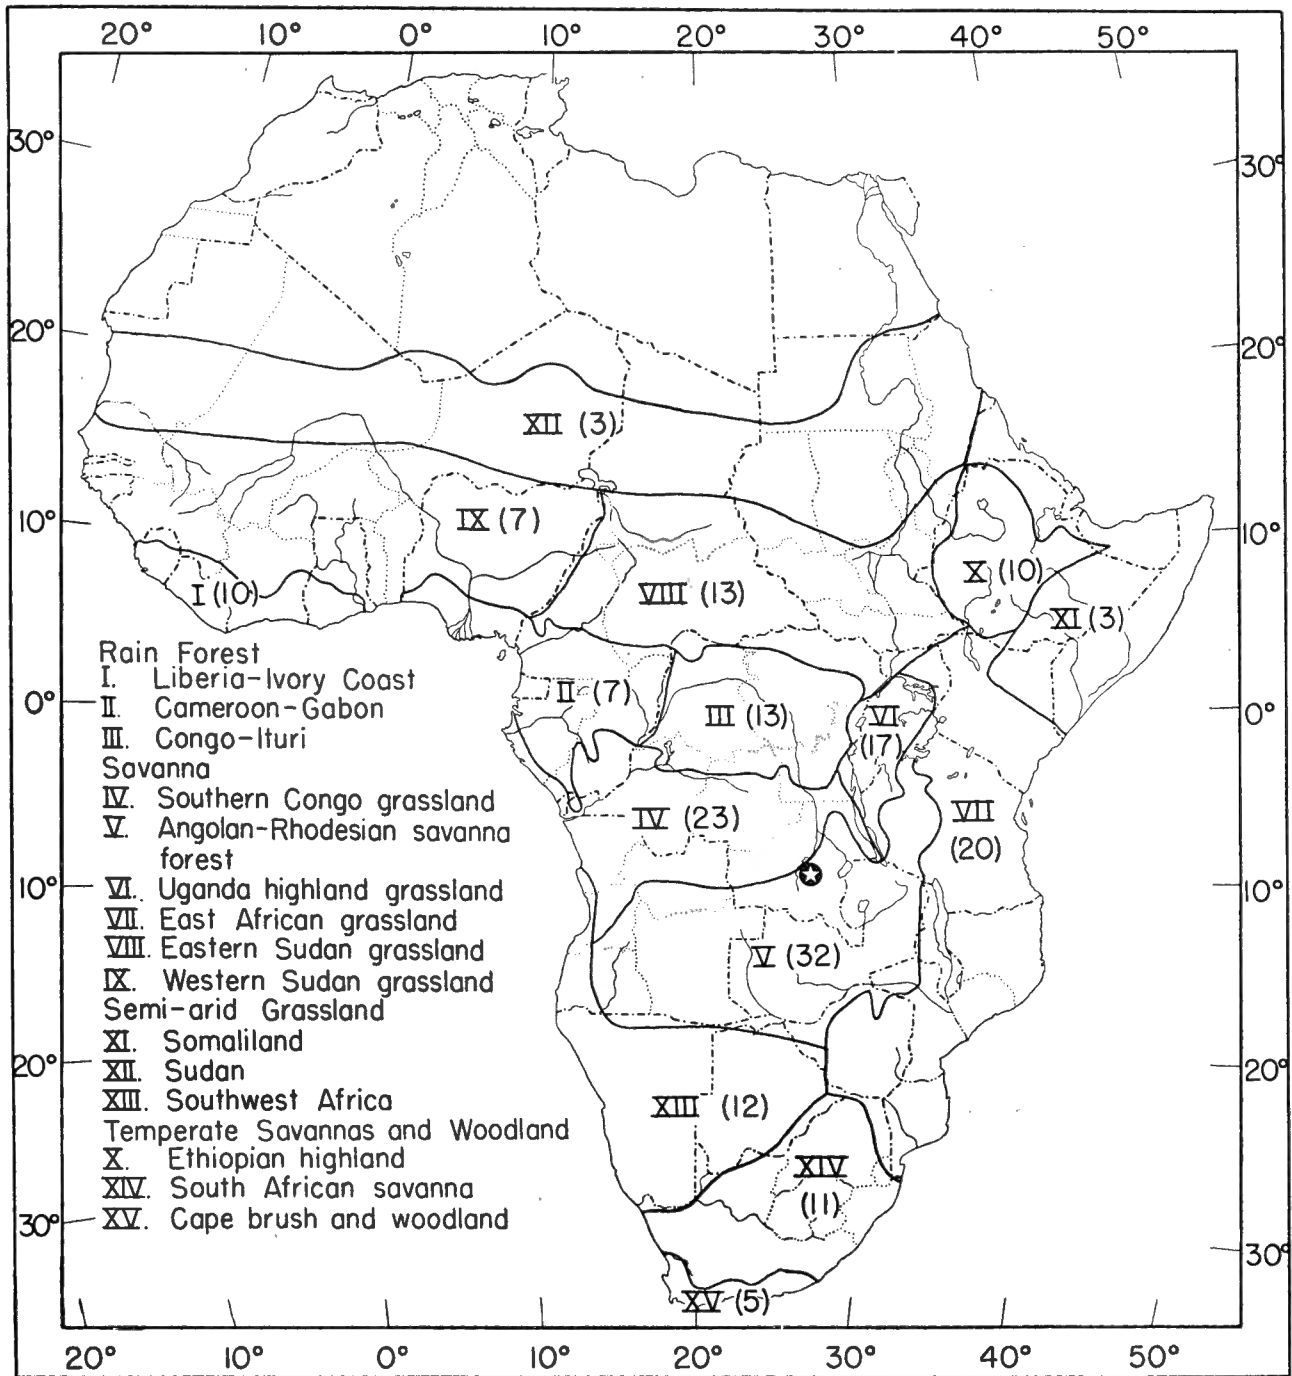 20° 10° 0° 10° 20° 30° 40° 50°
30° 30°
20° 20°
XII (3)
10° IX (7) 10°
X (10)
I (10) VIII (13)
XI (3)
Rain Forest
I. Liberia-Ivory Coast
II. Cameroon-Gabon
III. Congo-Ituri
Savanna
IV. Southern Congo grassland
V. Angolan-Rhodesian savanna
forest
VI. Uganda highland grassland
VII. East African grassland
VIII. Eastern Sudan grassland
IX. Western Sudan grassland
Semi-arid Grassland
XI. Somaliland
XII. Sudan
XIII. Southwest Africa
Temperate Savannas and Woodland
X. Ethiopian highland
XIV. South African savanna
XV. Cape brush and woodland
0° II (7) III (13) VI 0°
(17)
IV (23) VII
(20)
10° 10°
V (32)
20° 20°
XIII (12)
XIV
(11)
30° 30°
XV (5)
20° 10° 0° 10° 20° 30° 40° 50°